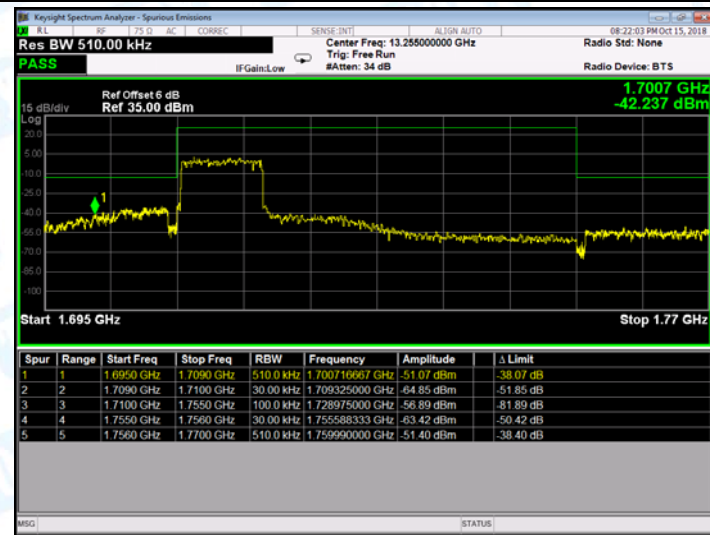 Keysight Spectrum Analyzer - Spurious Emissions
RL RF 75 Ω AC CORREC SENSE:INT ALIGN AUTO 08:22:03 PM Oct 15, 2018
Res BW 510.00 kHz Center Freq: 13.255000000 GHz Radio Std: None
Trig: Free Run
PASS IFGain:Low #Atten: 34 dB Radio Device: BTS
Ref Offset 6 dB 1.7007 GHz
15 dB/div Ref 35.00 dBm -42.237 dBm
Log
20.0
5.00
-10.0
-25.0
1
-40.0
-55.0
-70.0
-85.0
-100
Start 1.695 GHz Stop 1.77 GHz
Spur Range Start Freq Stop Freq RBW Frequency Amplitude Δ Limit
1 1 1.6950 GHz 1.7090 GHz 510.0 kHz 1.700716667 GHz -51.07 dBm -38.07 dB
2 2 1.7090 GHz 1.7100 GHz 30.00 kHz 1.709325000 GHz -64.85 dBm -51.85 dB
3 3 1.7100 GHz 1.7550 GHz 100.0 kHz 1.728975000 GHz -56.89 dBm -81.89 dB
4 4 1.7550 GHz 1.7560 GHz 30.00 kHz 1.755588333 GHz -63.42 dBm -50.42 dB
5 5 1.7560 GHz 1.7700 GHz 510.0 kHz 1.759990000 GHz -51.40 dBm -38.40 dB
MSG STATUS